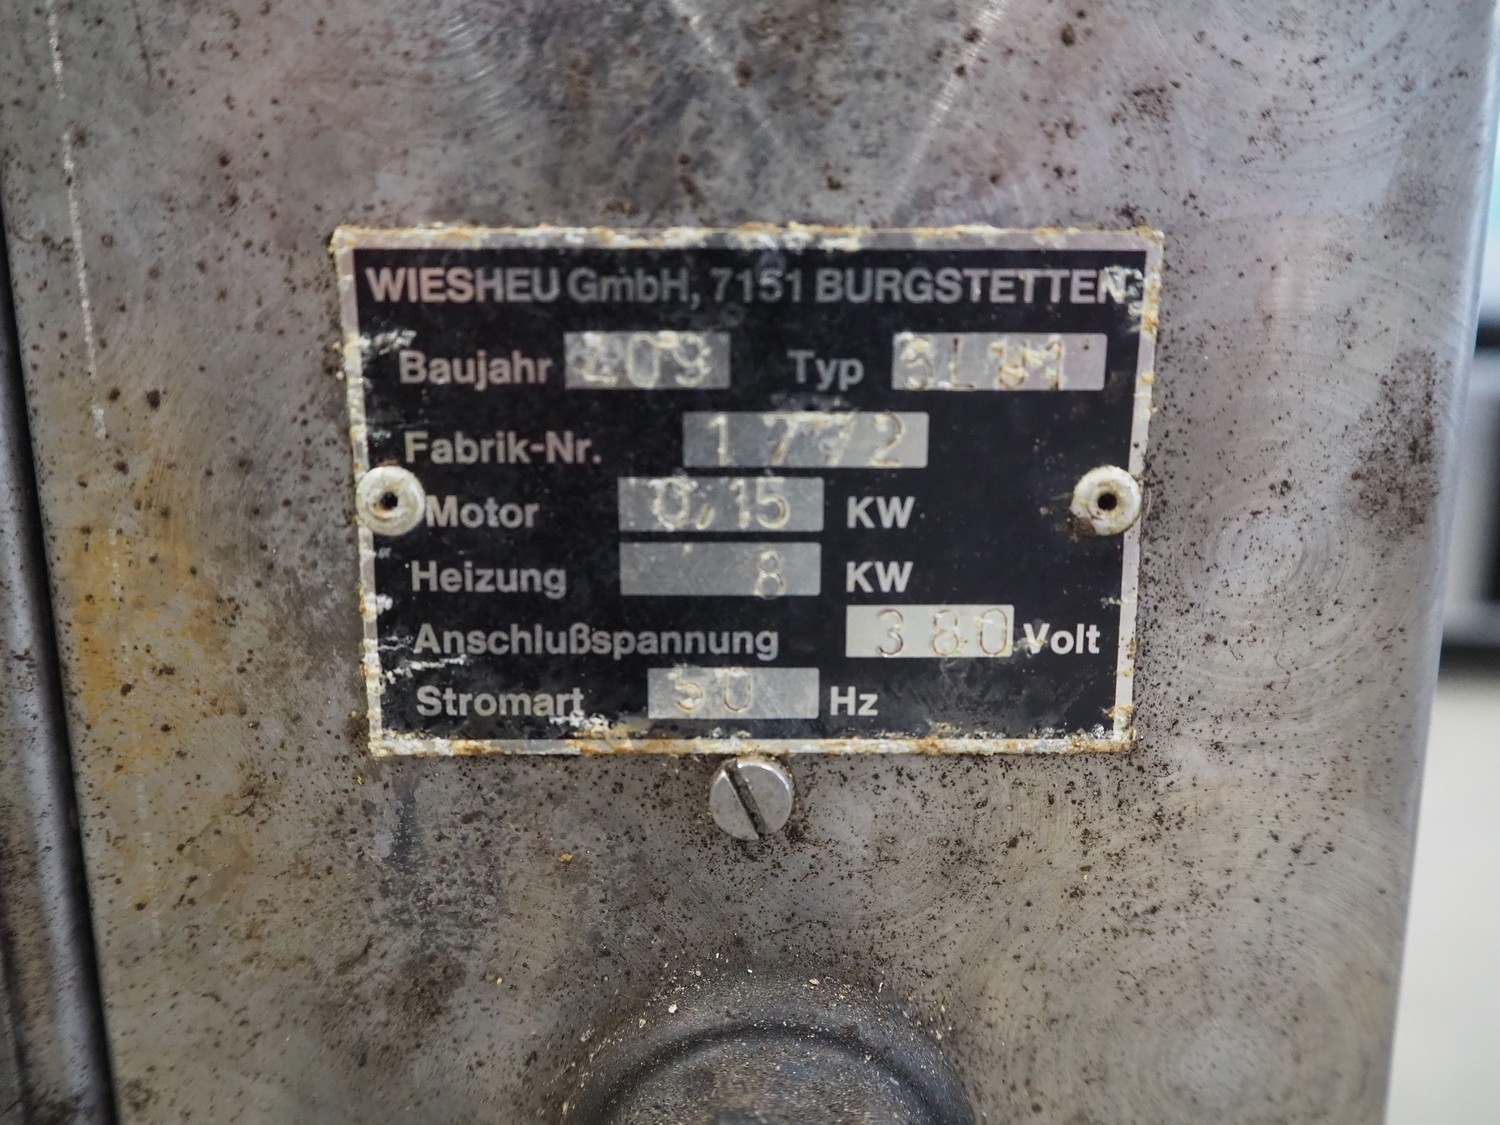 WIESHEU GmbH, 7151 BURGSTETTEN
Baujahr 409 Typ
Fabrik-Nr. 1772
Motor 0,15 KW
Heizung 8 KW
Anschlußspannung 380 Volt
Stromart 50 Hz